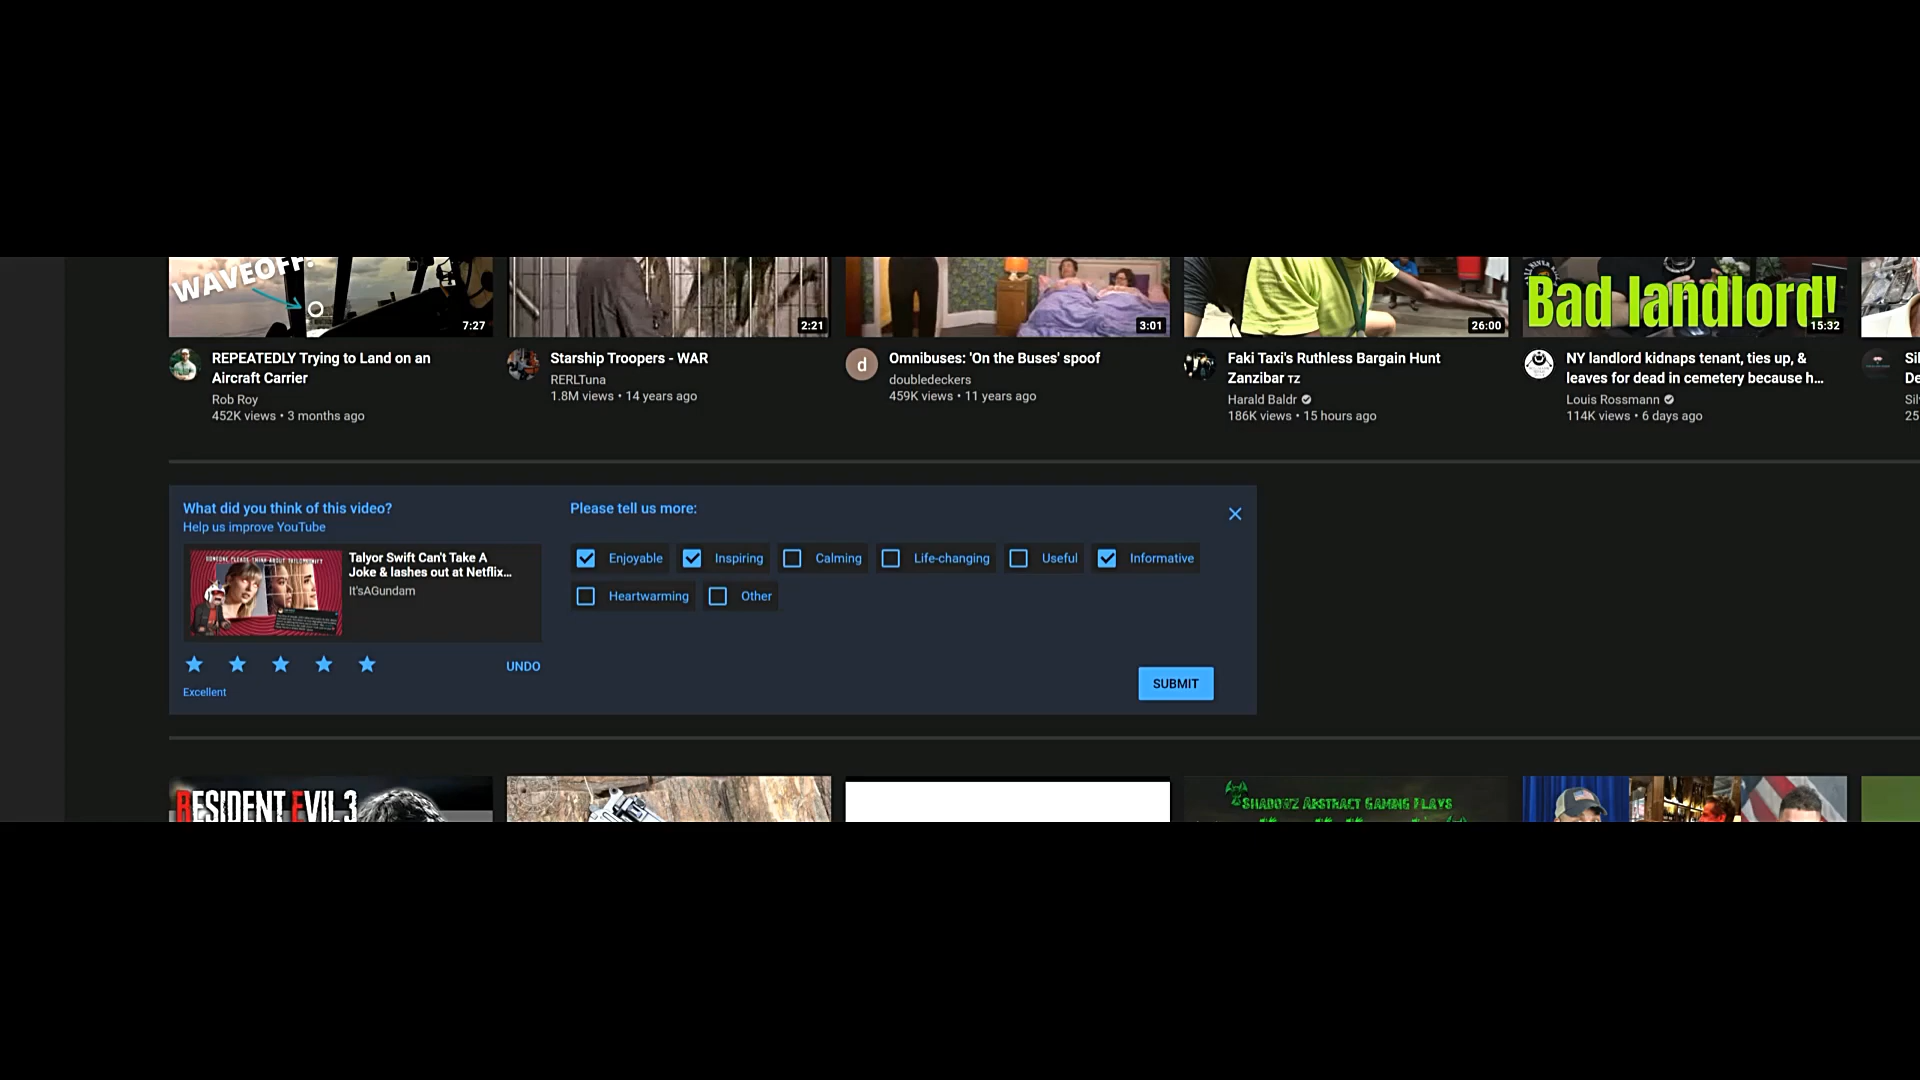 WAVEOFF!
7:27
2:21
3:01
26:00
Bad landlord!
15:32
REPEATEDLY Trying to Land on an
Aircraft Carrier
Rob Roy
452K views • 3 months ago
Starship Troopers - WAR
RERLTuna
1.8M views • 14 years ago
d
Omnibuses: 'On the Buses' spoof
doubledeckers
459K views • 11 years ago
Faki Taxi's Ruthless Bargain Hunt
Zanzibar TZ
Harald Baldr
186K views • 15 hours ago
NY landlord kidnaps tenant, ties up, &
leaves for dead in cemetery because h...
Louis Rossmann
114K views • 6 days ago
What did you think of this video?
Help us improve YouTube
SOMEONE PLEASE THINK ABOUT TAYLOR SWIFT
Talyor Swift Can't Take A
Joke & lashes out at Netflix...
It'sAGundam
Excellent
UNDO
Please tell us more:
Enjoyable
Inspiring
Calming
Life-changing
Useful
Informative
Heartwarming
Other
SUBMIT
RESIDENT EVIL 3
SHADOWZ ABSTRACT GAMING PLAYS